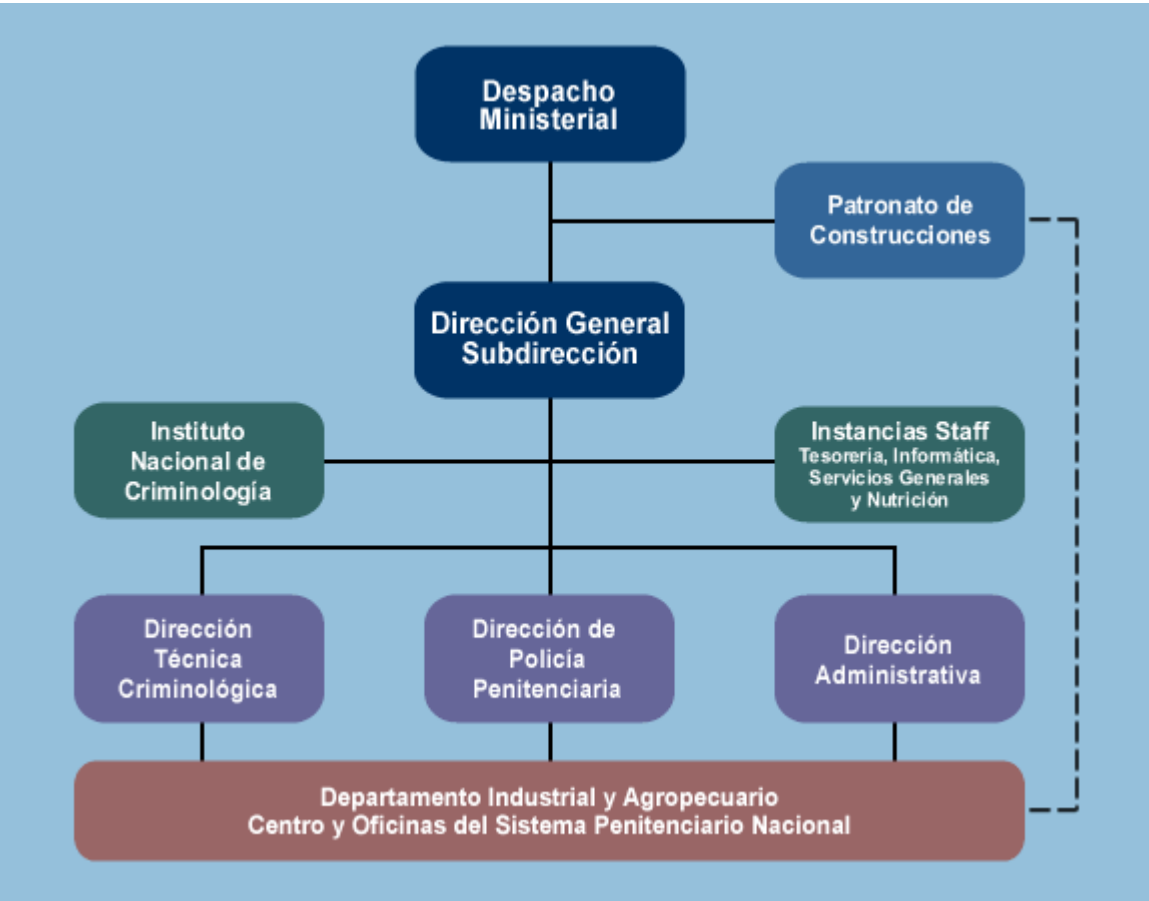 Despacho
Ministerial
Patronato de
Construcciones
Dirección General
Subdirección
Instituto
Nacional de
Criminología
Instancias Staff
Tesorería, Informática,
Servicios Generales
y Nutrición
Dirección
Técnica
Criminológica
Dirección de
Policía
Penitenciaria
Dirección
Administrativa
Departamento Industrial y Agropecuario
Centro y Oficinas del Sistema Penitenciario Nacional